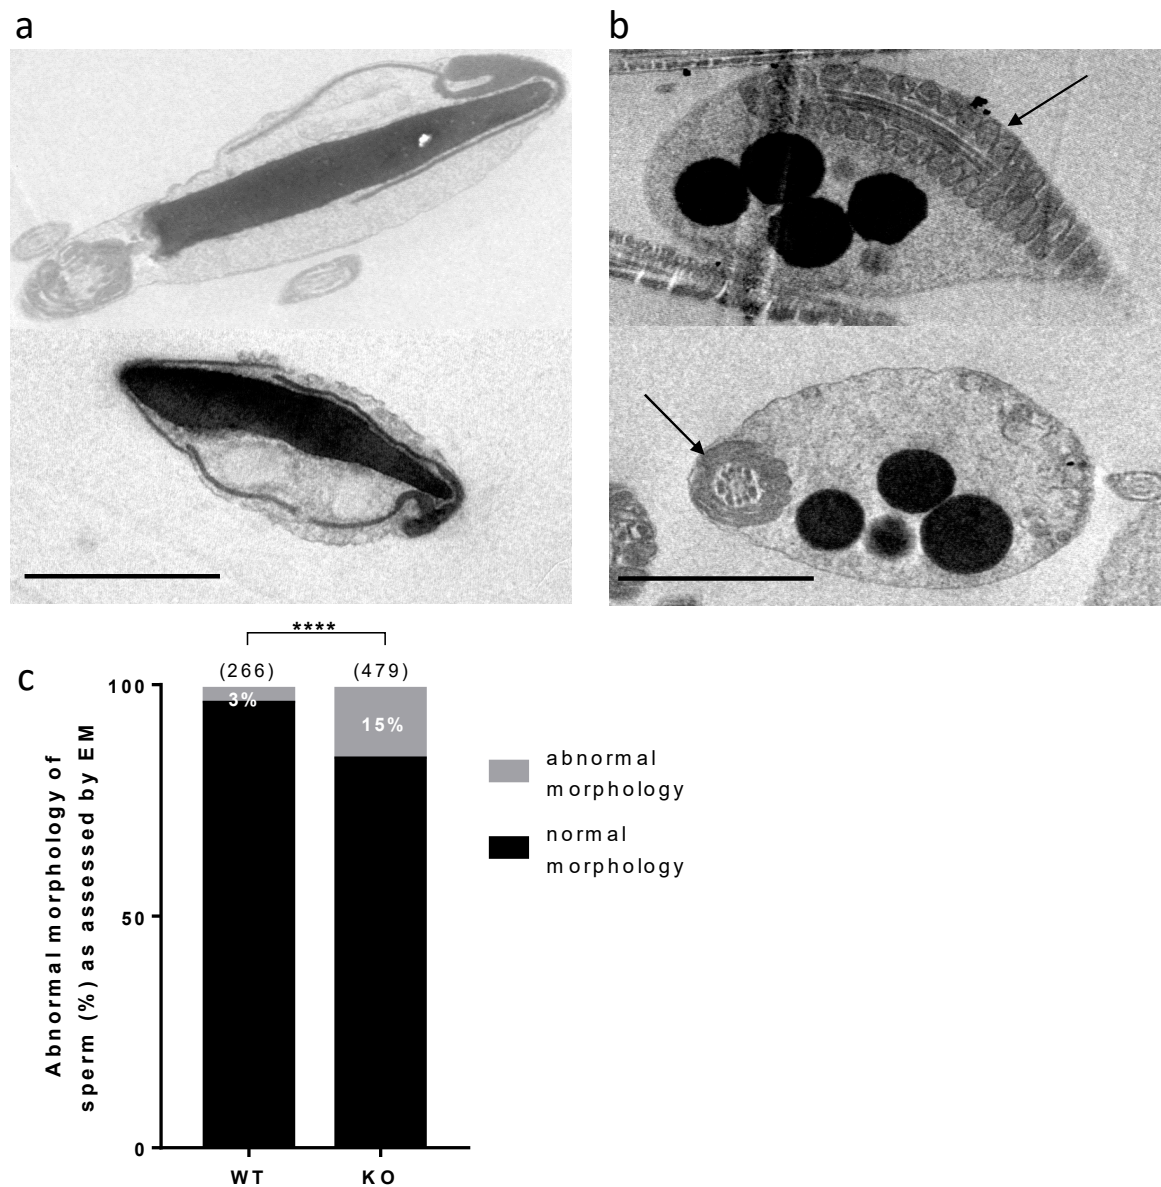 a
b
c
****
(266)
(479)
100
3%
15%
50
0
Abnormal morphology of
sperm (%) as assessed by EM
abnormal
morphology
normal
morphology
WT
KO